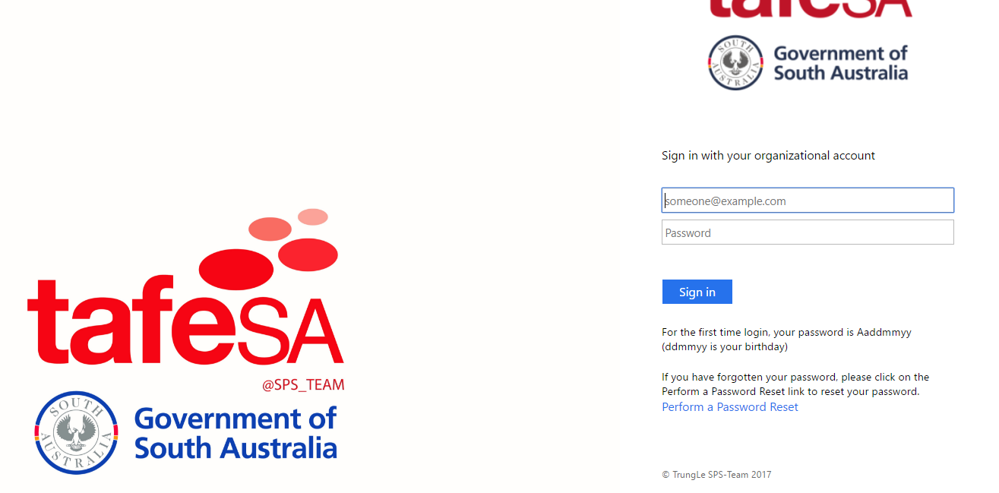 tafeSA
@SPS_TEAM
SOUTH AUSTRALIA
Government of
South Australia
tafeSA
SOUTH AUSTRALIA
Government of
South Australia
Sign in with your organizational account
someone@example.com
Password
Sign in
For the first time login, your password is Aaddmmyy
(ddmmyy is your birthday)
If you have forgotten your password, please click on the
Perform a Password Reset link to reset your password.
Perform a Password Reset
© TrungLe SPS-Team 2017